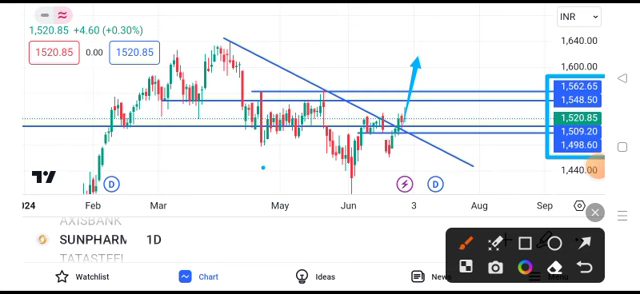 INR
1,520.85 +4.60 (+0.30%)
1520.85 0.00 1520.85
1,640.00
1,600.00
1,562.65
1,548.50
1,520.85
1,509.20
1,498.60
1,440.00
D D
2024 Feb Mar May Jun 3 Aug Sep
AXISBANK
SUNPHARM 1D
TATASTEEL
Watchlist Chart Ideas News Menu